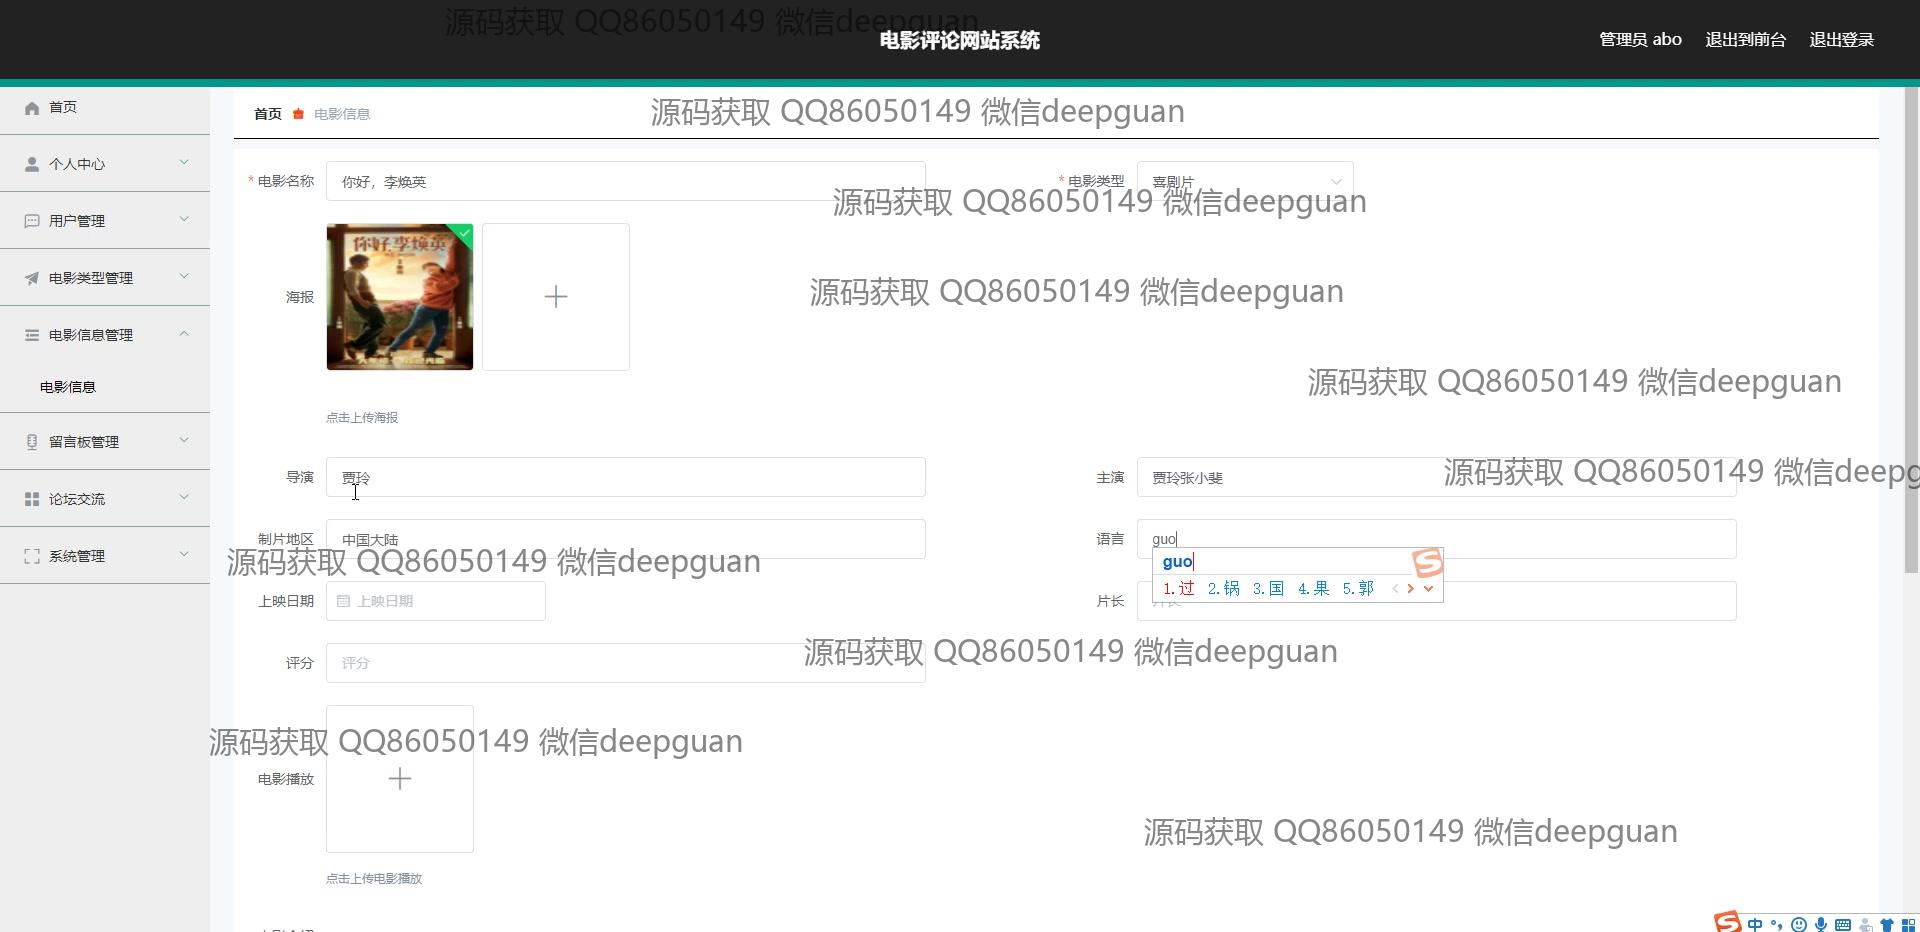 源码获取 QQ86050149 微信deepguan
电影评论网站系统
管理员 abo
退出到前台
退出登录
首页
个人中心
用户管理
电影类型管理
电影信息管理
电影信息
留言板管理
论坛交流
系统管理
首页 电影信息
源码获取 QQ86050149 微信deepguan
* 电影名称 你好，李焕英
* 电影类型 喜剧片
源码获取 QQ86050149 微信deepguan
海报
你好,李焕英
源码获取 QQ86050149 微信deepguan
源码获取 QQ86050149 微信deepguan
点击上传海报
导演 贾玲
主演 贾玲张小斐
源码获取 QQ86050149 微信deepg
制片地区 中国大陆
语言 guo
源码获取 QQ86050149 微信deepguan
guo
1.过 2.锅 3.国 4.果 5.郭
上映日期 上映日期
片长
评分 评分
源码获取 QQ86050149 微信deepguan
源码获取 QQ86050149 微信deepguan
电影播放
源码获取 QQ86050149 微信deepguan
点击上传电影播放
中